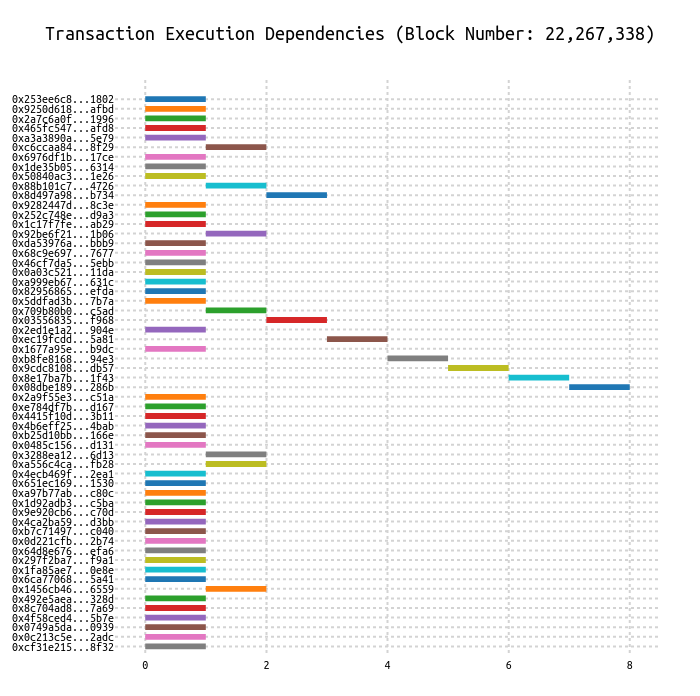 Transaction Execution Dependencies (Block Number: 22,267,338)
0x253ee6c8...1802
0x9250d618...afbd
0x2a7c6a0f...1996
0x465fc547...afd8
0xa3a3890a...5e79
0xc6ccaa84...8f29
0x6976df1b...17ce
0x1de35b05...6314
0x50840ac3...1e26
0x88b101c7...4726
0x8d497a98...b734
0x9282447d...8c3e
0x252c748e...d9a3
0x1c17f7fe...ab29
0x92be6f21...1b06
0xda53976a...bbb9
0x68c9e697...7677
0x46cf7da5...5ebb
0x0a03c521...11da
0xa999eb67...631c
0x82956865...efda
0x5ddfad3b...7b7a
0x709b80b0...c5ad
0x03556835...f968
0x2ed1e1a2...904e
0xec19fcdd...5a81
0x1677a95e...b9dc
0xb8fe8168...94e3
0x9cdc8108...db57
0x8e17ba7b...1f43
0x08dbe189...286b
0x2a9f55e3...c51a
0xe784df7b...d167
0x4415f10d...3b11
0x4b6eff25...4bab
0xb25d10bb...166e
0x0485c156...d131
0x3288ea12...6d13
0xa556c4ca...fb28
0x4ecb469f...2ea1
0x651ec169...1530
0xa97b77ab...c80c
0x1d92adb3...c5ba
0x9e920cb6...c70d
0x4ca2ba59...d3bb
0xb7c71497...c040
0x0d221cfb...2b74
0x64d8e676...efa6
0x297f2ba7...f9a1
0x1fa85ae7...0e8e
0x6ca77068...5a41
0x1456cb46...6559
0x492e5aea...328d
0x8c704ad8...7a69
0x4f58ced4...5b7e
0x0749a5da...0939
0x0c213c5e...2adc
0xcf31e215...8f32
0 2 4 6 8